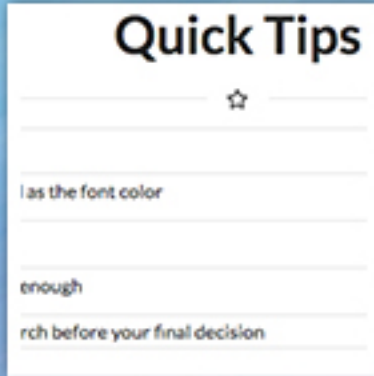 Quick Tips
as the font color
enough
rch before your final decision